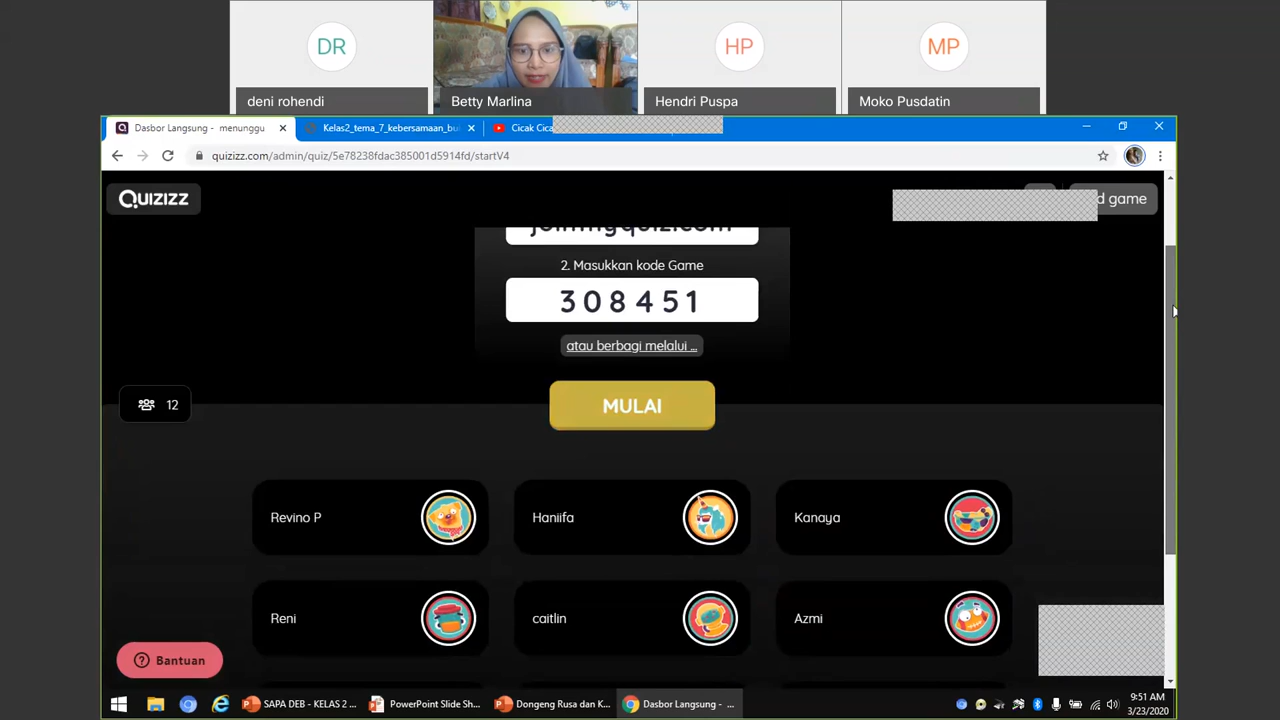 DR
HP
MP
deni rohendi
Betty Marlina
Hendri Puspa
Moko Pusdatin
Dasbor Langsung - menunggu
Kelas2_tema_7_kebersamaan_bu
Cicak Cica
quizizz.com/admin/quiz/5e78238fdac385001d5914fd/startV4
QUIZIZZ
d game
joinmyquiz.com
2. Masukkan kode Game
308451
atau berbagi melalui ...
12
MULAI
Revino P
Haniifa
Kanaya
Reni
caitlin
Azmi
Bantuan
SAPA DEB - KELAS 2 ...
PowerPoint Slide Sh...
Dongeng Rusa dan K...
Dasbor Langsung - ...
9:51 AM
3/23/2020